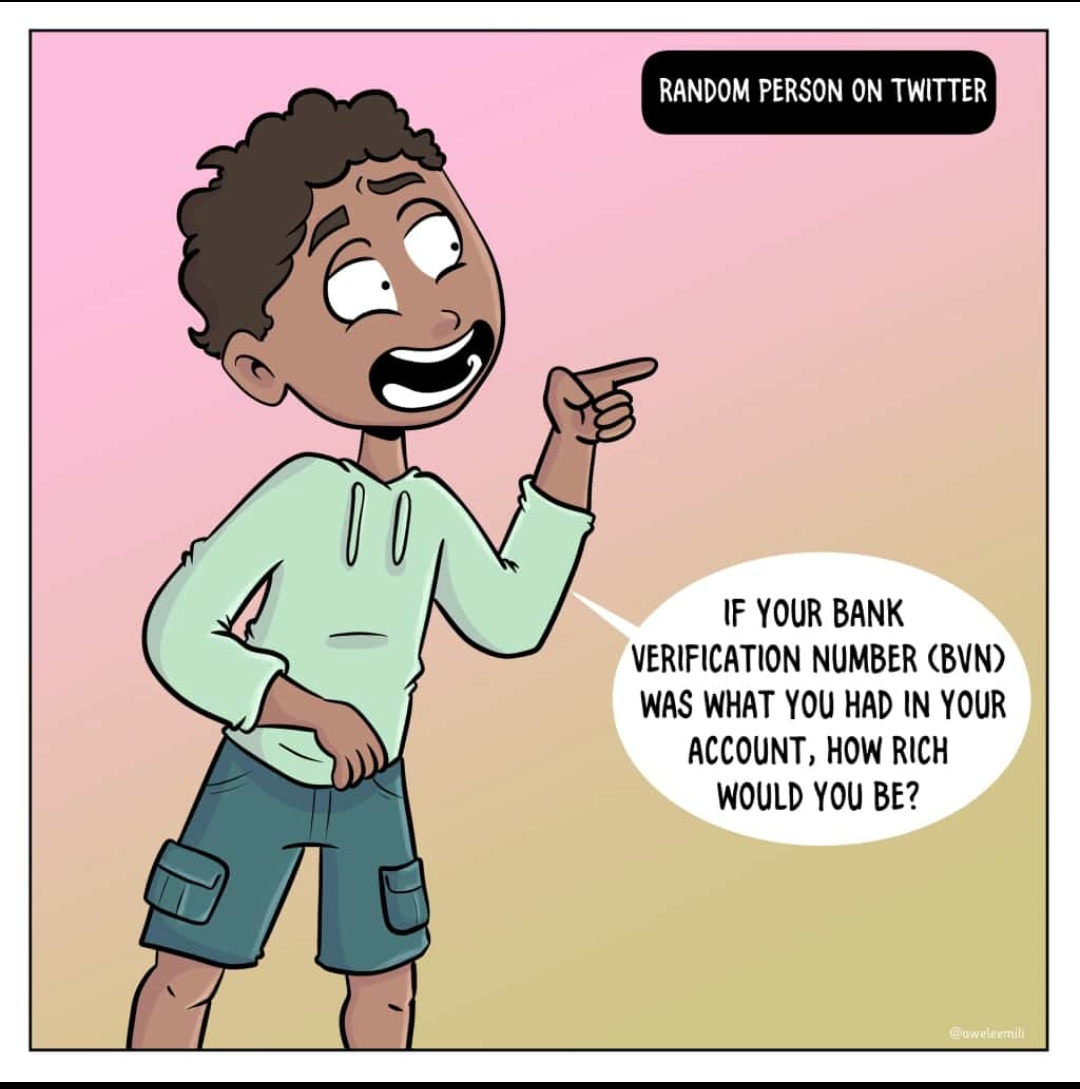 RANDOM PERSON ON TWITTER
IF YOUR BANK
VERIFICATION NUMBER (BVN)
WAS WHAT YOU HAD IN YOUR
ACCOUNT, HOW RICH
WOULD YOU BE?
@aweleemili